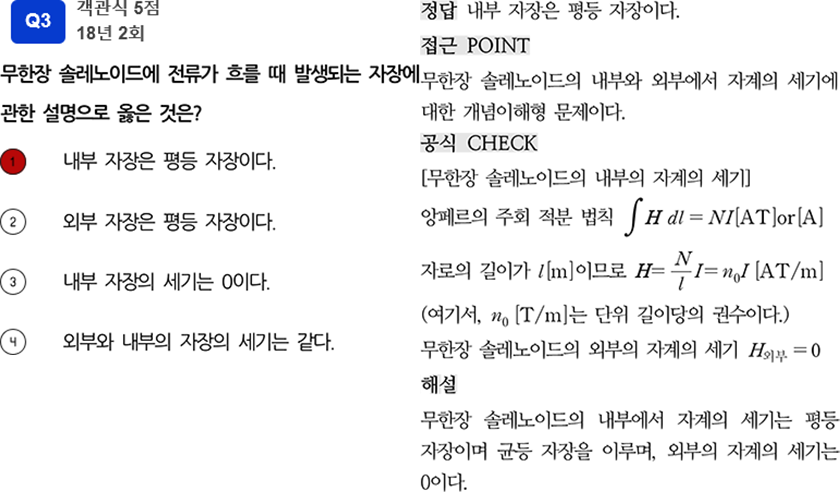 Q3
객관식 5점
18년 2회
무한장 솔레노이드에 전류가 흐를 때 발생되는 자장에
관한 설명으로 옳은 것은?
1 내부 자장은 평등 자장이다.
2 외부 자장은 평등 자장이다.
3 내부 자장의 세기는 0이다.
4 외부와 내부의 자장의 세기는 같다.
정답 내부 자장은 평등 자장이다.
접근 POINT
무한장 솔레노이드의 내부와 외부에서 자계의 세기에
대한 개념이해형 문제이다.
공식 CHECK
[무한장 솔레노이드의 내부의 자계의 세기]
앙페르의 주회 적분 법칙 ∫H dl = NI[AT]or[A]
자로의 길이가 l[m]이므로 H= N/l I= n₀I [AT/m]
(여기서, n₀ [T/m]는 단위 길이당의 권수이다.)
무한장 솔레노이드의 외부의 자계의 세기 H외부 = 0
해설
무한장 솔레노이드의 내부에서 자계의 세기는 평등
자장이며 균등 자장을 이루며, 외부의 자계의 세기는
0이다.